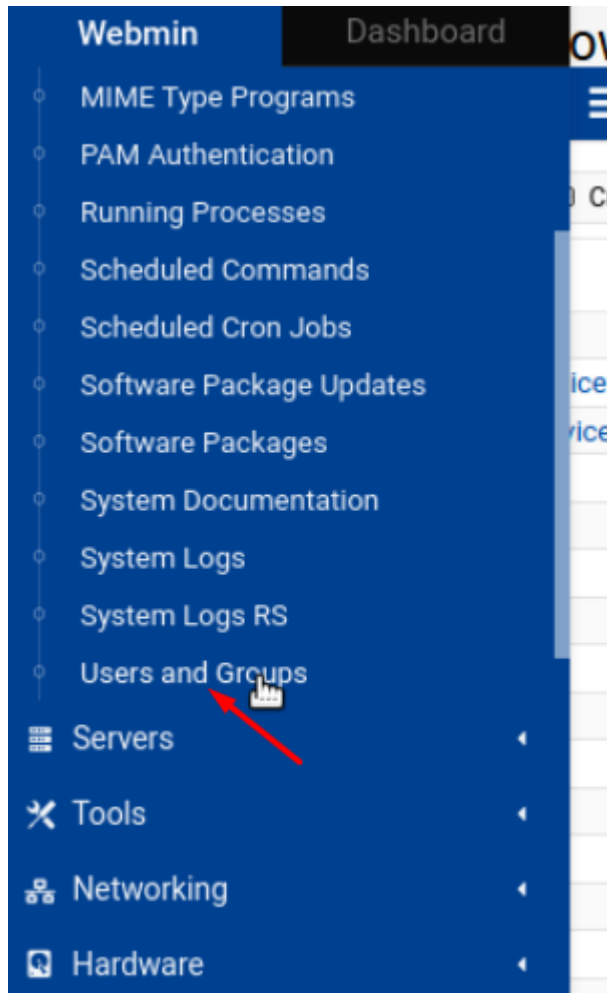 Webmin
Dashboard
MIME Type Programs
PAM Authentication
Running Processes
Scheduled Commands
Scheduled Cron Jobs
Software Package Updates
Software Packages
System Documentation
System Logs
System Logs RS
Users and Groups
Servers
Tools
Networking
Hardware